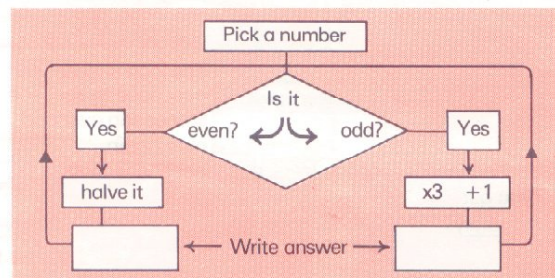 Pick a number
Is it
even? odd?
Yes
Yes
halve it
x3 +1
Write answer